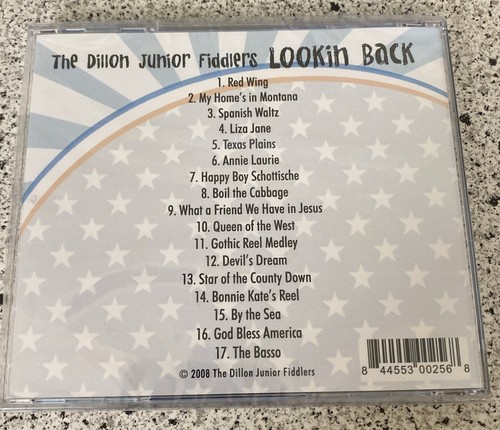 The Dillon Junior Fiddlers Lookin Back
1. Red Wing
2. My Home's in Montana
3. Spanish Waltz
4. Liza Jane
5. Texas Plains
6. Annie Laurie
7. Happy Boy Schottische
8. Boil the Cabbage
9. What a Friend We Have in Jesus
10. Queen of the West
11. Gothic Reel Medley
12. Devil's Dream
13. Star of the County Down
14. Bonnie Kate's Reel
15. By the Sea
16. God Bless America
17. The Basso
© 2008 The Dillon Junior Fiddlers
8 44553 00256 8